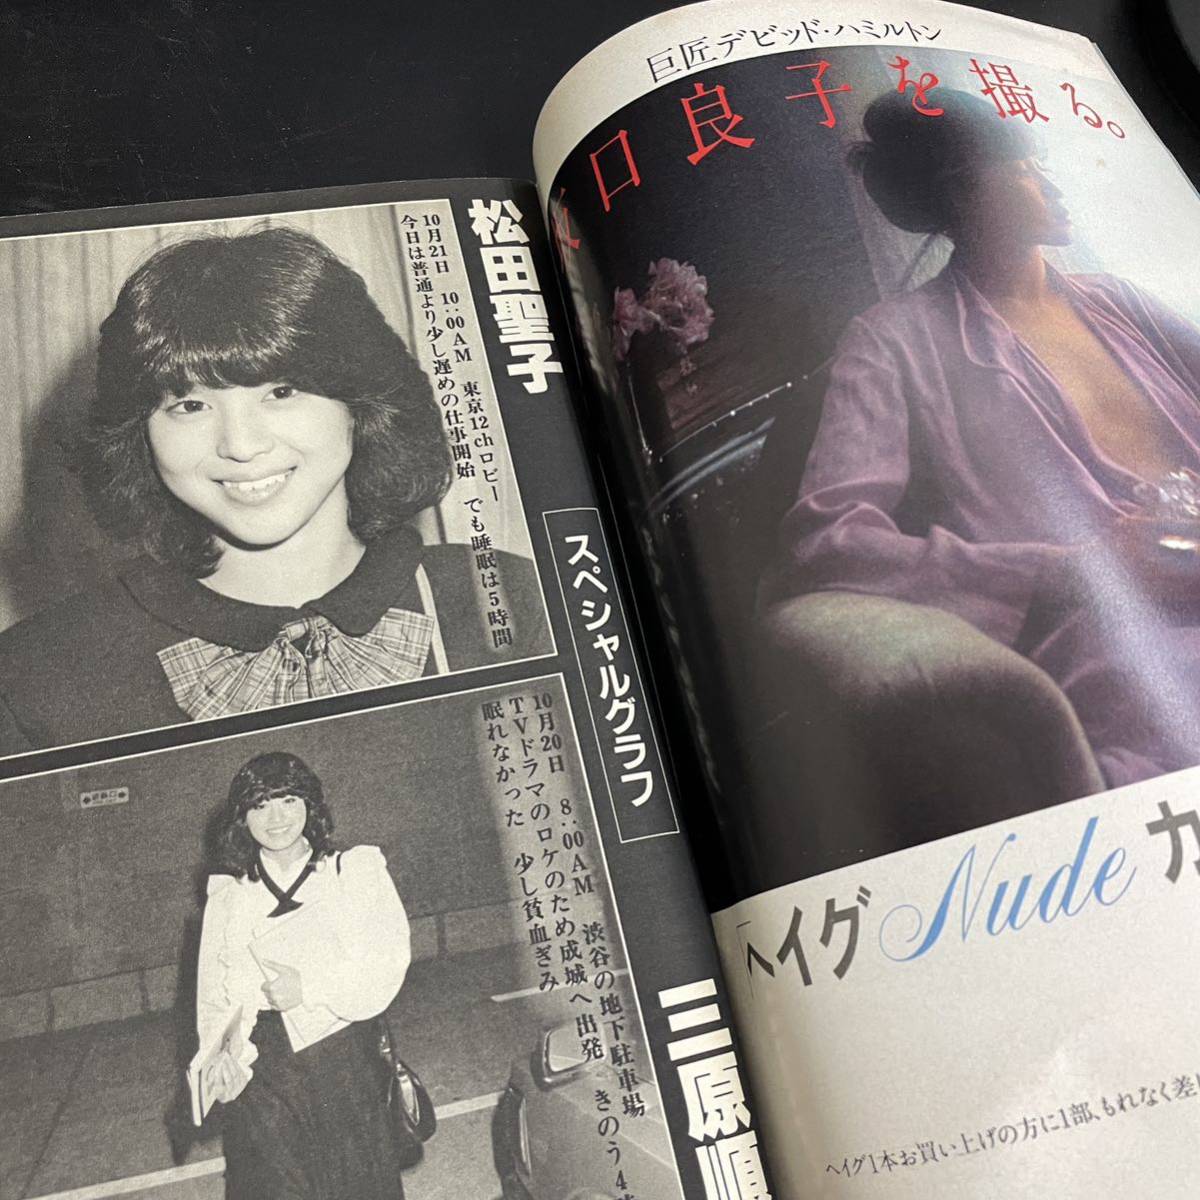 松田聖子
10月21日 10:00AM 東京12chロビー
今日は普通より少し遅めの仕事開始 でも睡眠は5時間
スペシャルグラフ
三原順
10月20日 8:00AM 渋谷の地下駐車場
TVドラマのロケのため成城へ出発 きのう4時
眠れなかった 少し貧血ぎみ
巨匠デビッド・ハミルトン
口良子を撮る。
「ヘイグNudeカ
ヘイグ1本お買い上げの方に1部、もれなく差し